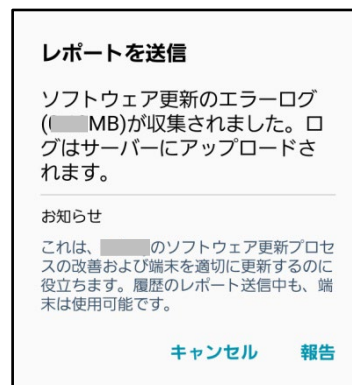 レポートを送信
ソフトウェア更新のエラーログ
( MB)が収集されました。ロ
グはサーバーにアップロードさ
れます。
お知らせ
これは、 のソフトウェア更新プロセ
スの改善および端末を適切に更新するのに
役立ちます。履歴のレポート送信中も、端
末は使用可能です。
キャンセル 報告